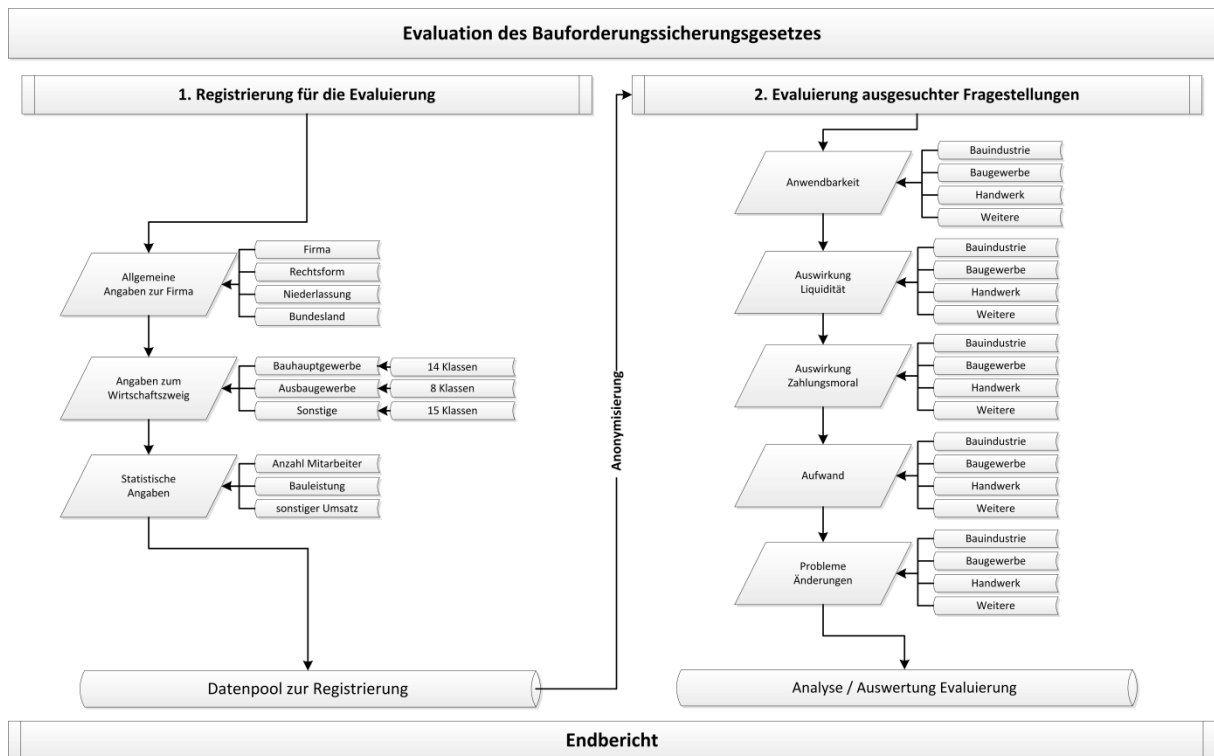 Evaluation des Bauforderungssicherungsgesetzes
1. Registrierung für die Evaluierung
Allgemeine
Angaben zur Firma
Firma
Rechtsform
Niederlassung
Bundesland
Angaben zum
Wirtschaftszweig
Bauhauptgewerbe
14 Klassen
Ausbaugewerbe
8 Klassen
Sonstige
15 Klassen
Statistische
Angaben
Anzahl Mitarbeiter
Bauleistung
sonstiger Umsatz
Datenpool zur Registrierung
Anonymisierung
2. Evaluierung ausgesuchter Fragestellungen
Anwendbarkeit
Bauindustrie
Baugewerbe
Handwerk
Weitere
Auswirkung
Liquidität
Bauindustrie
Baugewerbe
Handwerk
Weitere
Auswirkung
Zahlungsmoral
Bauindustrie
Baugewerbe
Handwerk
Weitere
Aufwand
Bauindustrie
Baugewerbe
Handwerk
Weitere
Probleme
Änderungen
Bauindustrie
Baugewerbe
Handwerk
Weitere
Analyse / Auswertung Evaluierung
Endbericht